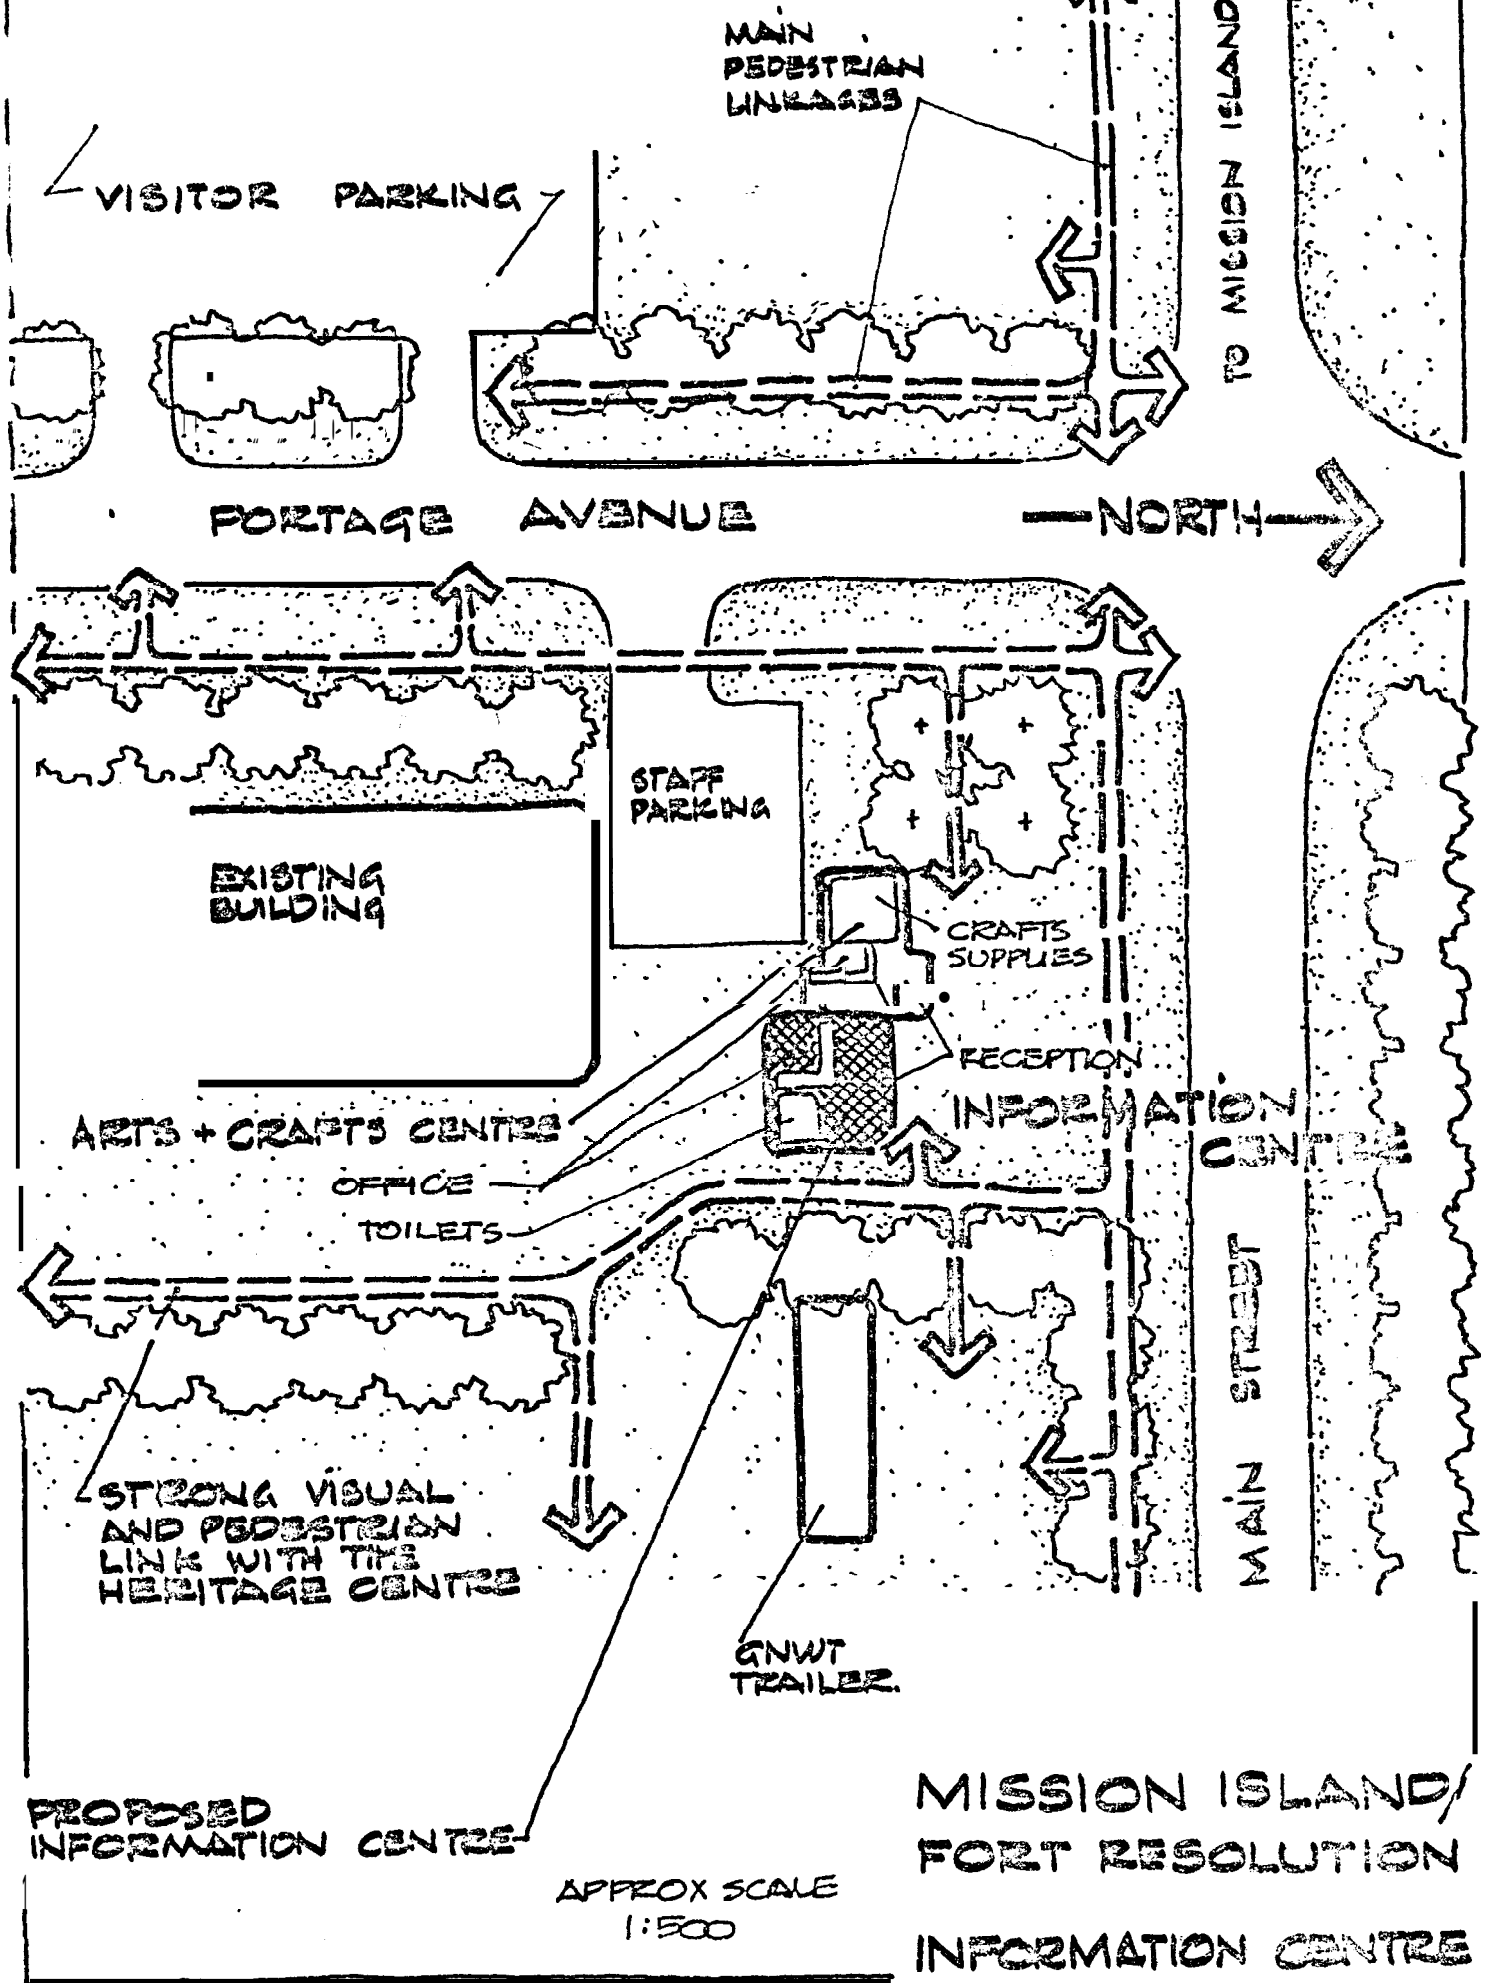 MAIN
PEDESTRIAN
LINKAGES
TO MISSION ISLAND
VISITOR PARKING
PORTAGE AVENUE
NORTH
STAFF
PARKING
EXISTING
BUILDING
CRAFTS
SUPPLIES
RECEPTION
INFORMATION
CENTRE
ARTS + CRAFTS CENTRE
OFFICE
TOILETS
MAIN STREET
STRONG VISUAL
AND PEDESTRIAN
LINK WITH THE
HERITAGE CENTRE
GNWT
TRAILER.
PROPOSED
INFORMATION CENTRE
APPROX SCALE
1:500
MISSION ISLAND/
FORT RESOLUTION
INFORMATION CENTRE